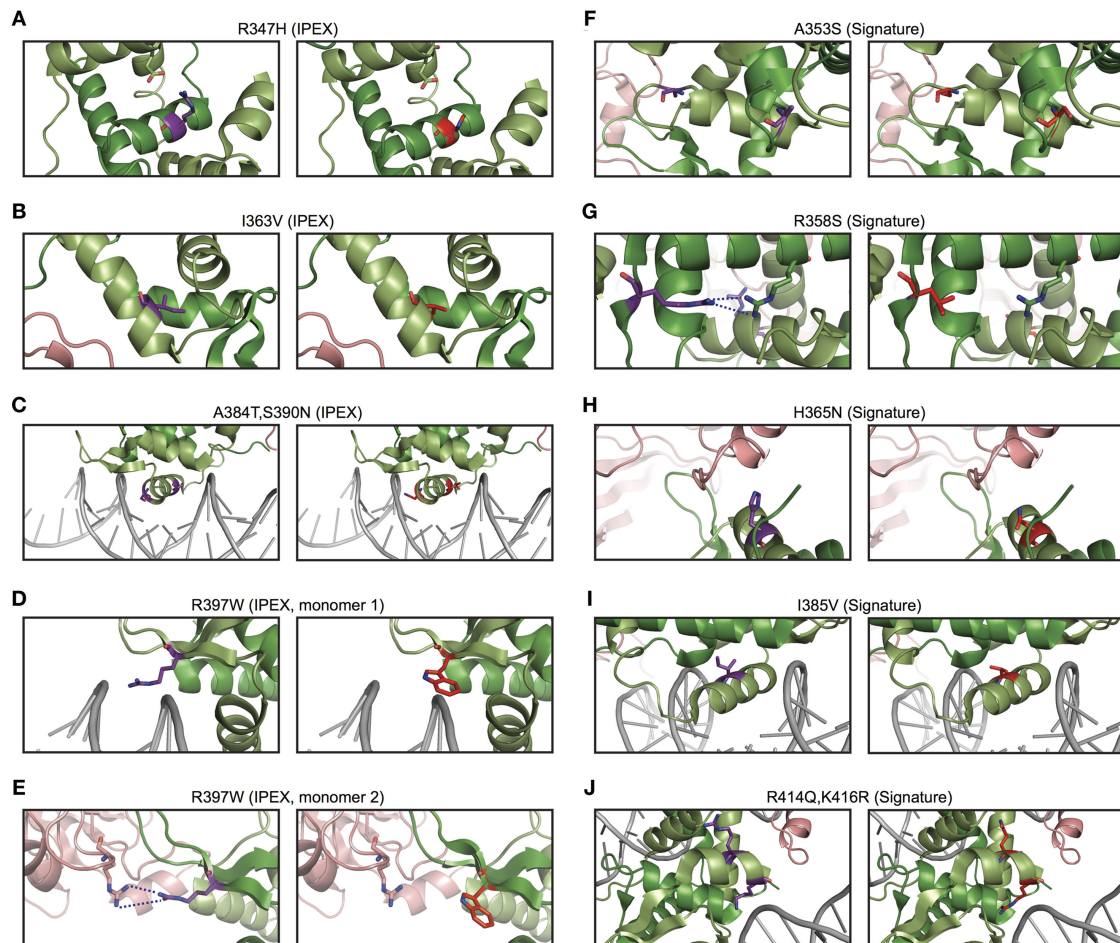 A
R347H (IPEX)
B
I363V (IPEX)
C
A384T,S390N (IPEX)
D
R397W (IPEX, monomer 1)
E
R397W (IPEX, monomer 2)
F
A353S (Signature)
G
R358S (Signature)
H
H365N (Signature)
I
I385V (Signature)
J
R414Q,K416R (Signature)